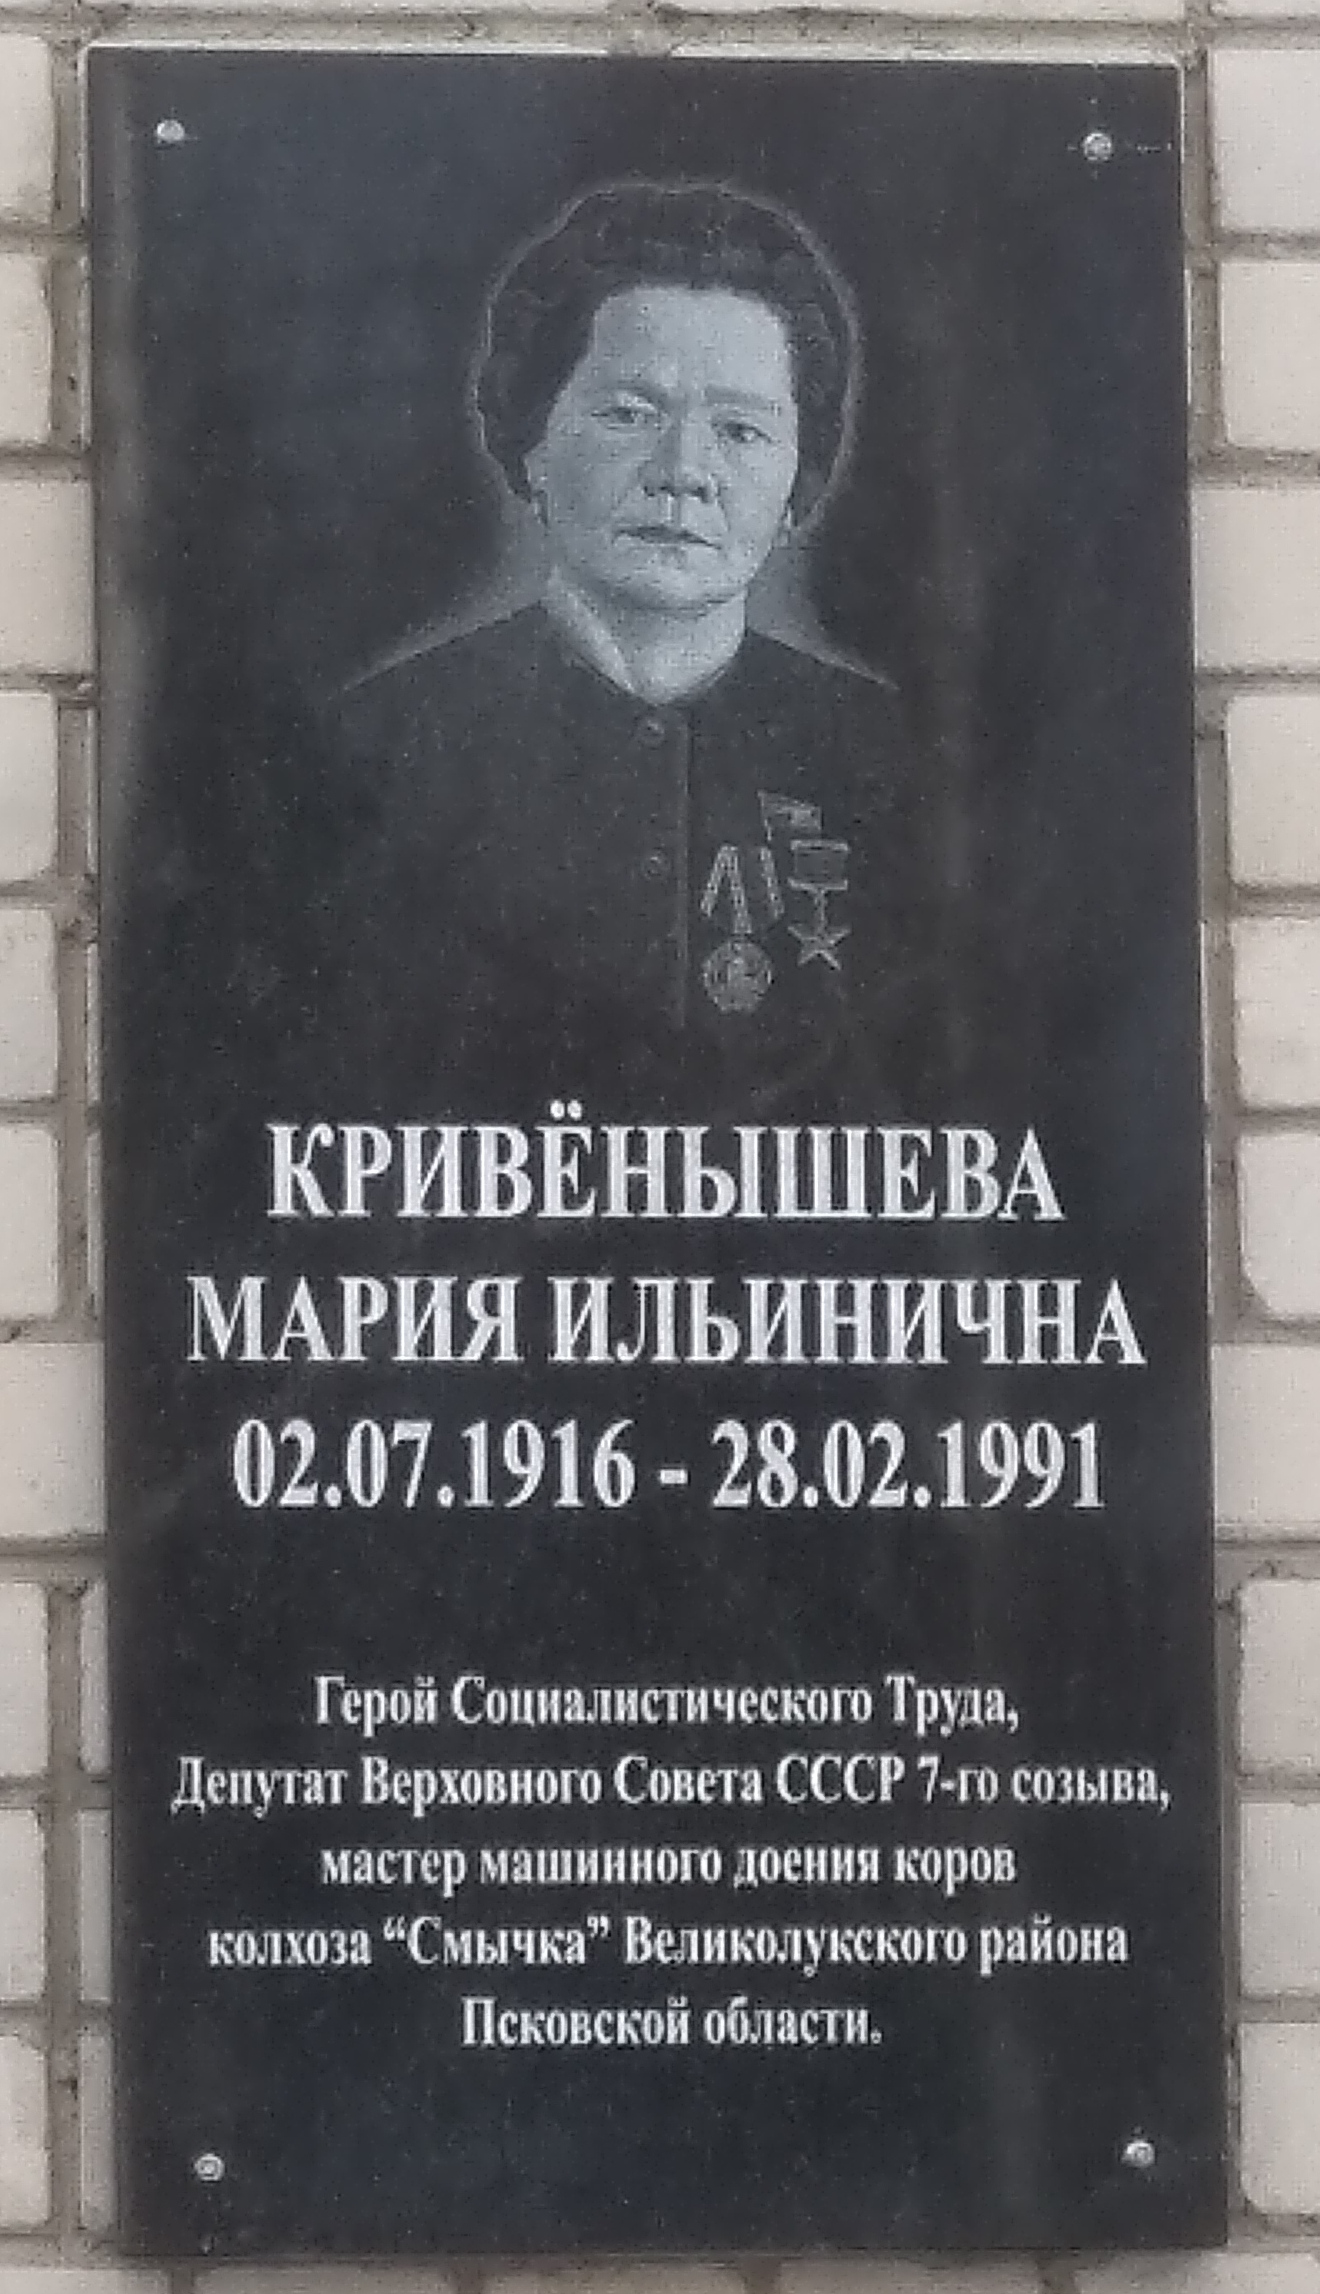 КРИВЁНЫШЕВА
МАРИЯ ИЛЬИНИЧНА
02.07.1916 - 28.02.1991
Герой Социалистического Труда,
Депутат Верховного Совета СССР 7-го созыва,
мастер машинного доения коров
колхоза “Смычка” Великолукского района
Псковской области.